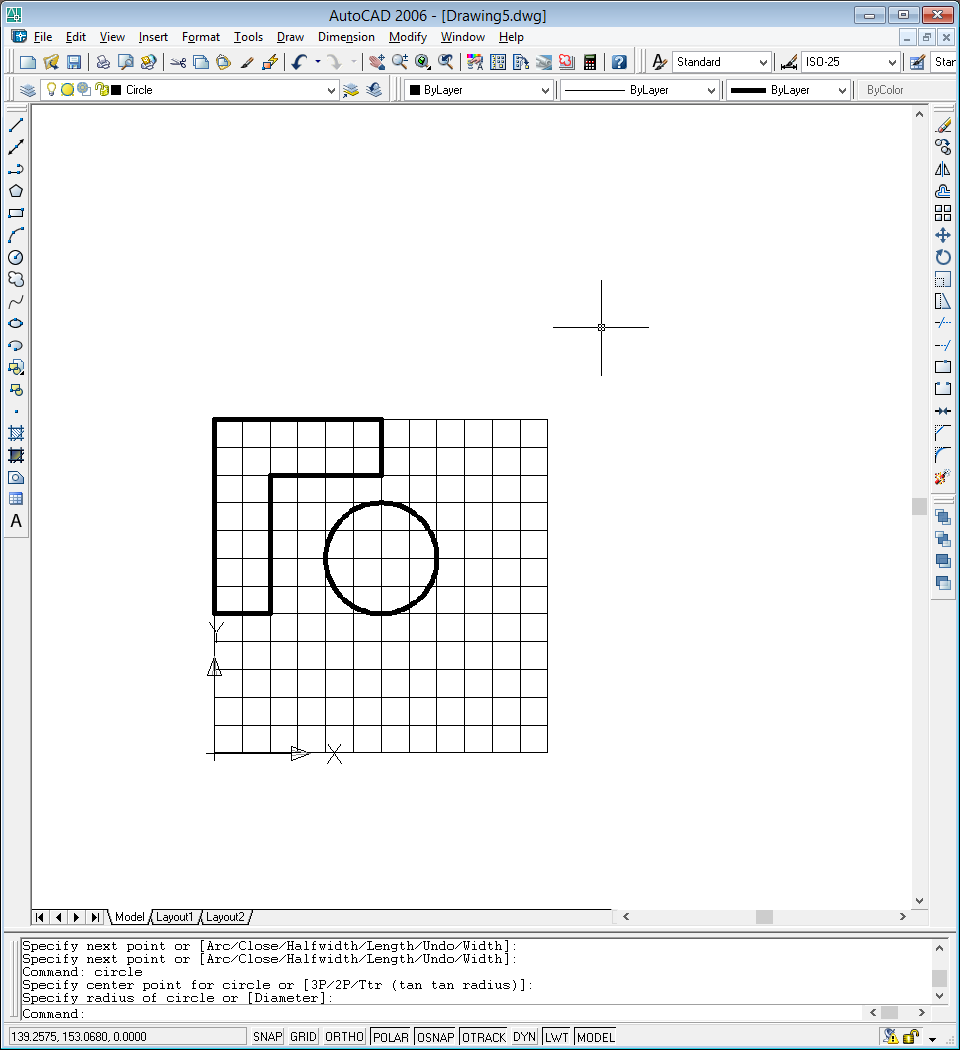 AutoCAD 2006 - [Drawing5.dwg]
File Edit View Insert Format Tools Draw Dimension Modify Window Help
Standard ISO-25 Star
Circle ByLayer ByLayer ByLayer ByColor
A
Y
X
Model Layout1 Layout2
Specify next point or [Arc/Close/Halfwidth/Length/Undo/Width]:
Specify next point or [Arc/Close/Halfwidth/Length/Undo/Width]:
Command: circle
Specify center point for circle or [3P/2P/Ttr (tan tan radius)]:
Specify radius of circle or [Diameter]:
Command:
139.2575, 153.0680, 0.0000 SNAP GRID ORTHO POLAR OSNAP OTRACK DYN LWT MODEL